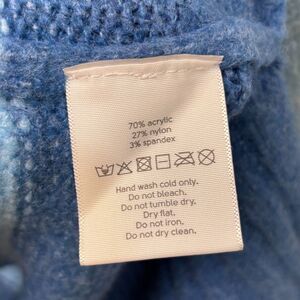 70% acrylic
27% nylon
3% spandex
Hand wash cold only.
Do not bleach.
Do not tumble dry.
Dry flat.
Do not iron.
Do not dry clean.